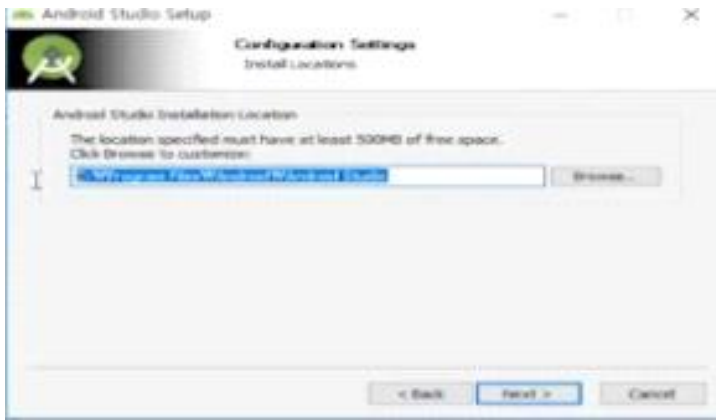 Android Studio Setup
Configuration Settings
Install Locations
Android Studio Installation Location
The location specified must have at least 500MB of free space.
Click Browse to customize:
C:₩Program Files₩Android₩Android Studio
Browse...
< Back
Next >
Cancel